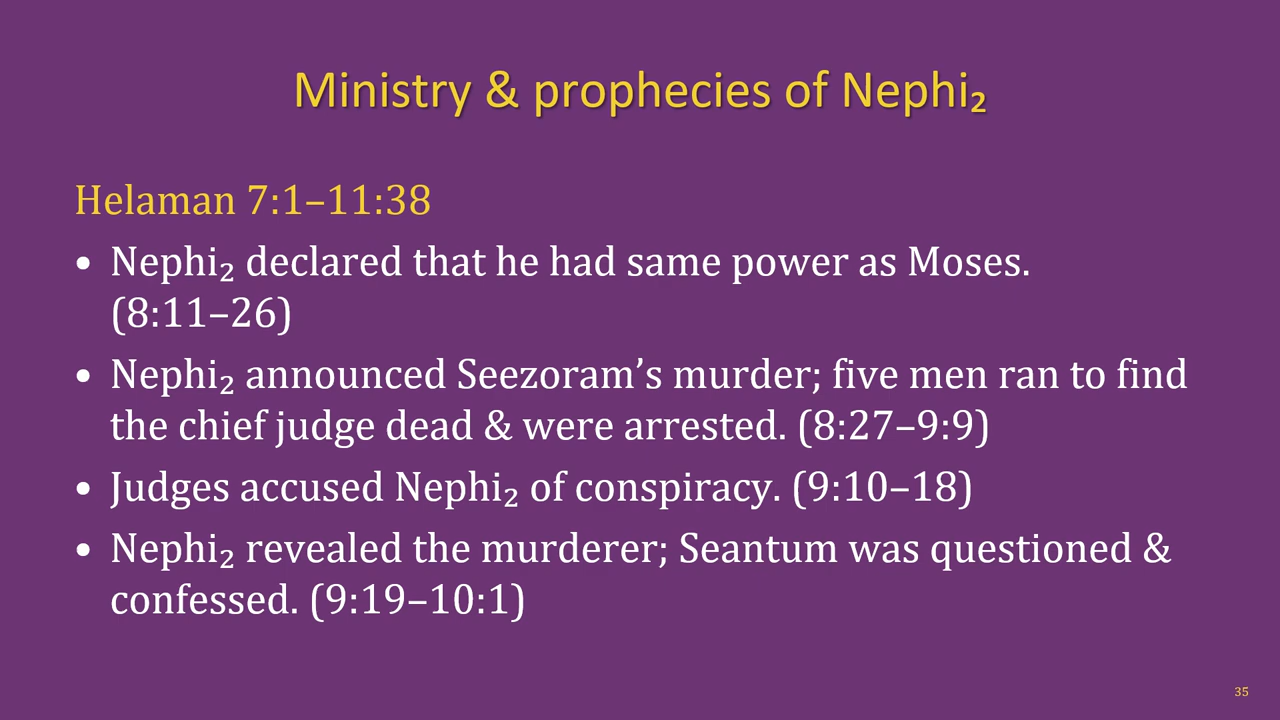 Ministry & prophecies of Nephi₂
Helaman 7:1–11:38
• Nephi₂ declared that he had same power as Moses.
(8:11–26)
• Nephi₂ announced Seezoram’s murder; five men ran to find
the chief judge dead & were arrested. (8:27–9:9)
• Judges accused Nephi₂ of conspiracy. (9:10–18)
• Nephi₂ revealed the murderer; Seantum was questioned &
confessed. (9:19–10:1)
35